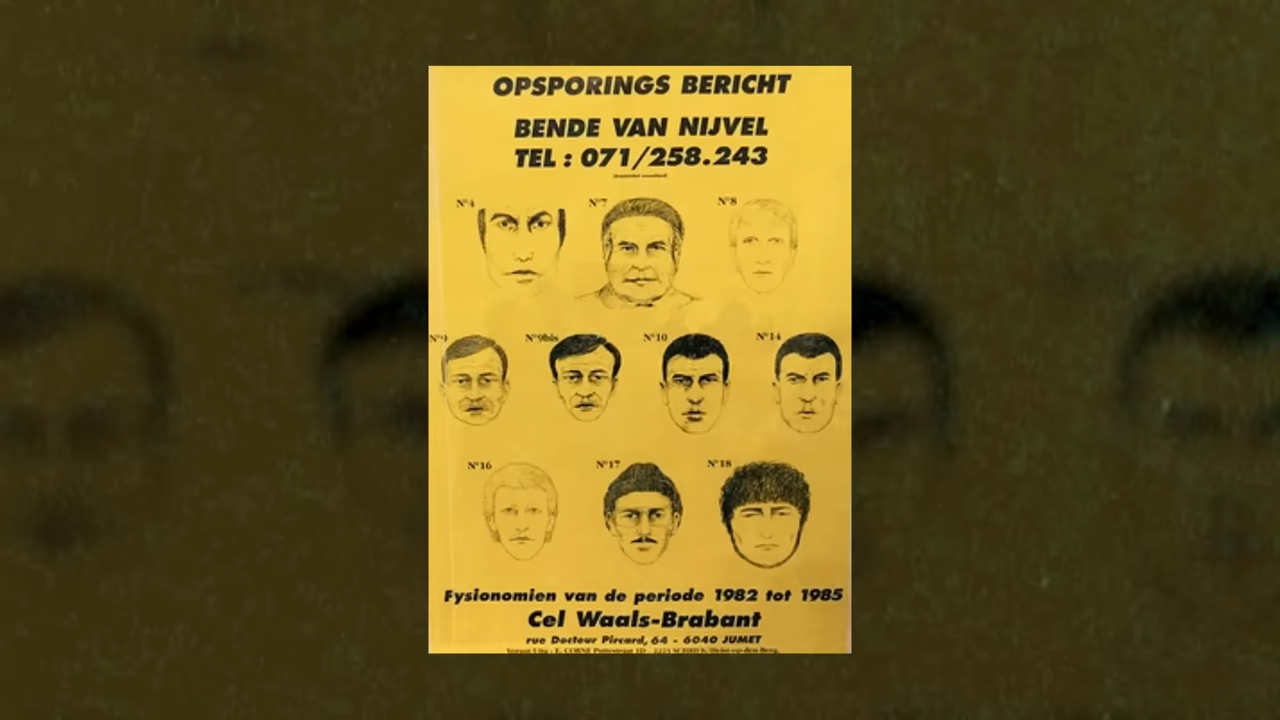 OPSPORINGS BERICHT
BENDE VAN NIJVEL
TEL : 071/258.243
N°4 N°7 N°8
N°9 N°9bis N°10 N°14
N°16 N°17 N°18
Fysionomien van de periode 1982 tot 1985
Cel Waals-Brabant
rue Docteur Pircard, 64 - 6040 JUMET